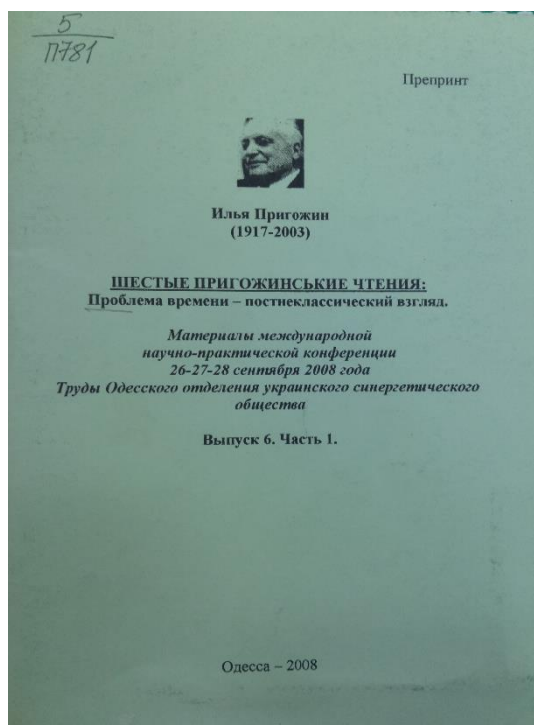 5
П781
Препринт
Илья Пригожин
(1917-2003)
ШЕСТЫЕ ПРИГОЖИНСЬКИЕ ЧТЕНИЯ:
Проблема времени – постнеклассический взгляд.
Материалы международной
научно-практической конференции
26-27-28 сентября 2008 года
Труды Одесского отделения украинского синергетического
общества
Выпуск 6. Часть 1.
Одесса – 2008